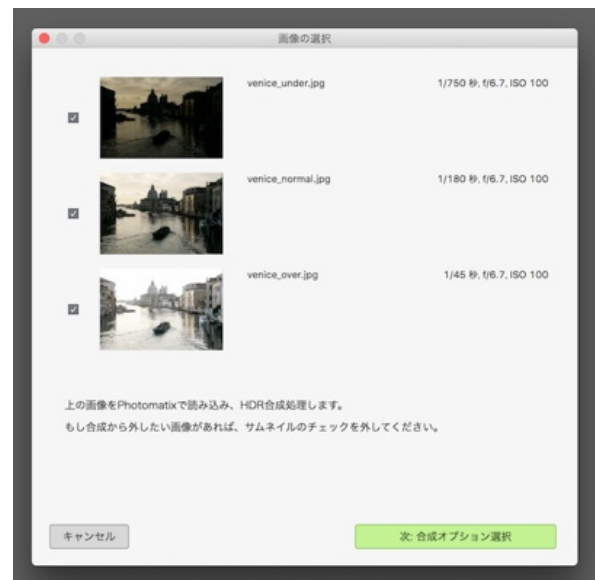 画像の選択
venice_under.jpg 1/750 秒, f/6.7, ISO 100
venice_normal.jpg 1/180 秒, f/6.7, ISO 100
venice_over.jpg 1/45 秒, f/6.7, ISO 100
上の画像をPhotomatixで読み込み、HDR合成処理します。
もし合成から外したい画像があれば、サムネイルのチェックを外してください。
キャンセル 次: 合成オプション選択